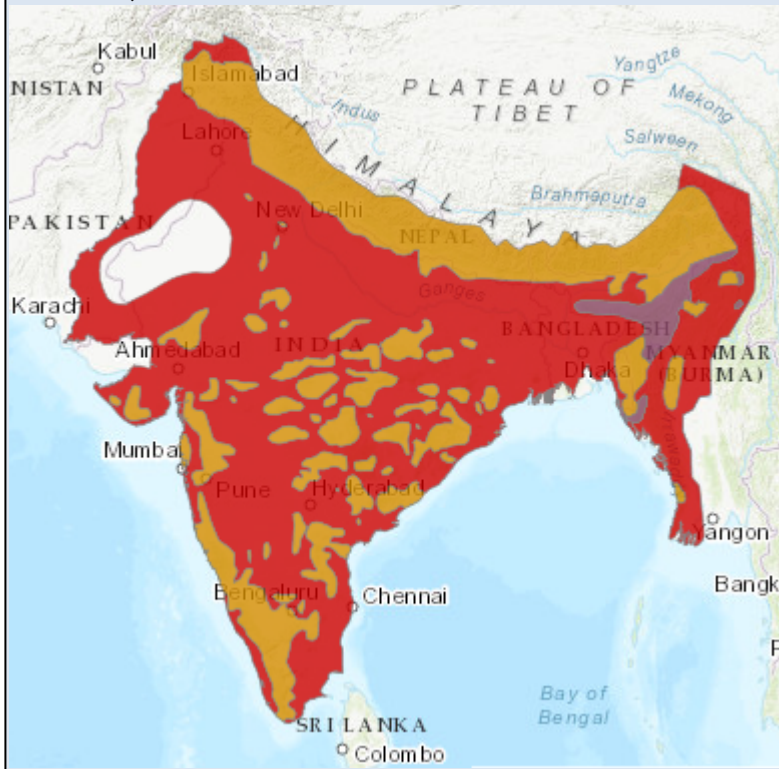 Kabul
NISTAN
Islamabad
PLATEAU OF
TIBET
Yangtze
Mekong
Salween
Indus
Lahore
HIMALAYA
Brahmaputra
PAKISTAN
New Delhi
NEPAL
Ganges
Karachi
BANGLADESH
Ahmedabad
INDIA
Dhaka
MYANMAR
(BURMA)
Mumbai
Pune
Hyderabad
Irrawaddy
Yangon
Bengaluru
Chennai
Bangk
Bay of
Bengal
SRI LANKA
Colombo